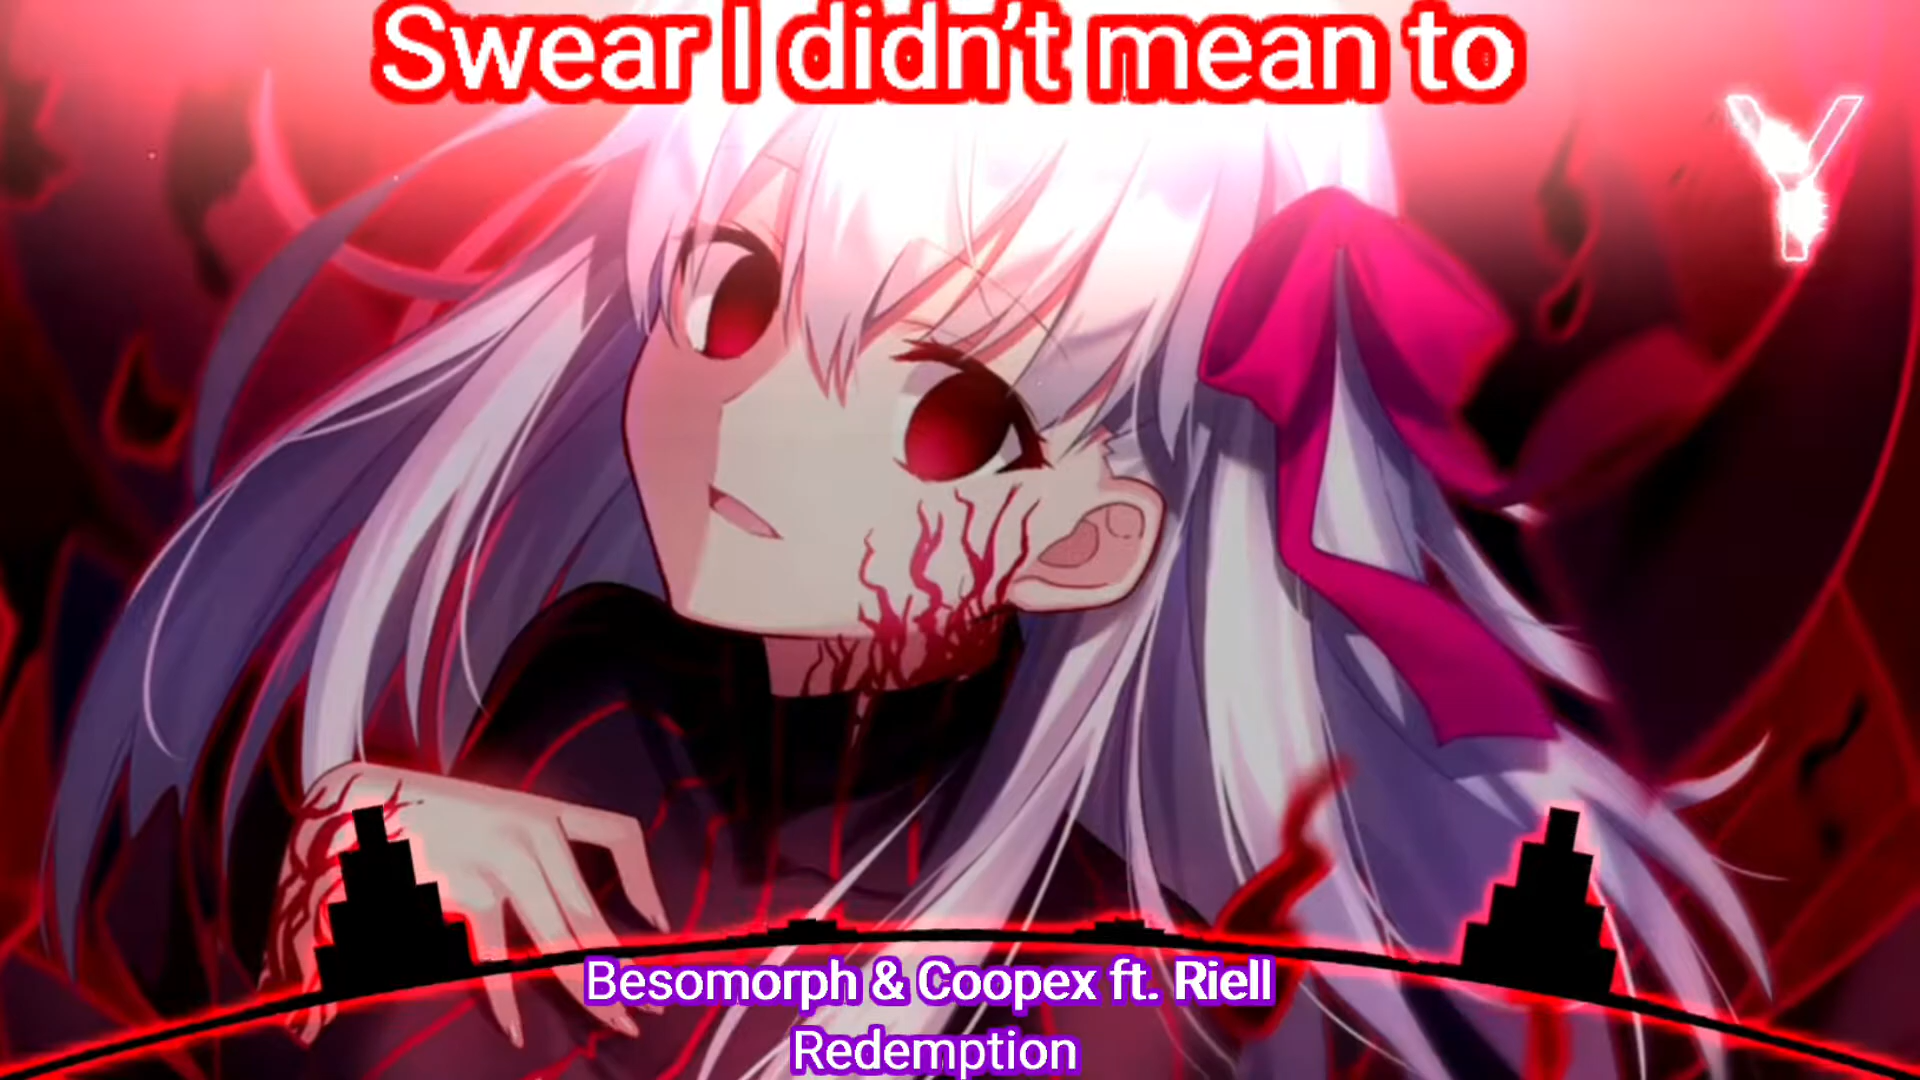 Swear I didn't mean to
Y
Besomorph & Coopex ft. Riell
Redemption